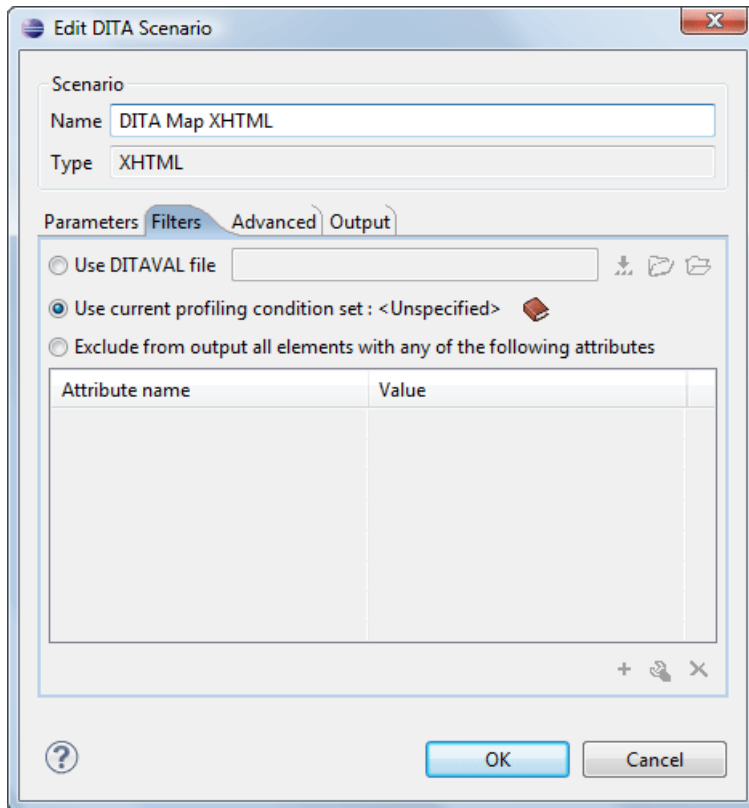 Edit DITA Scenario
Scenario
Name DITA Map XHTML
Type XHTML
Parameters Filters Advanced Output
Use DITAVAL file
Use current profiling condition set : <Unspecified>
Exclude from output all elements with any of the following attributes
Attribute name Value
OK Cancel